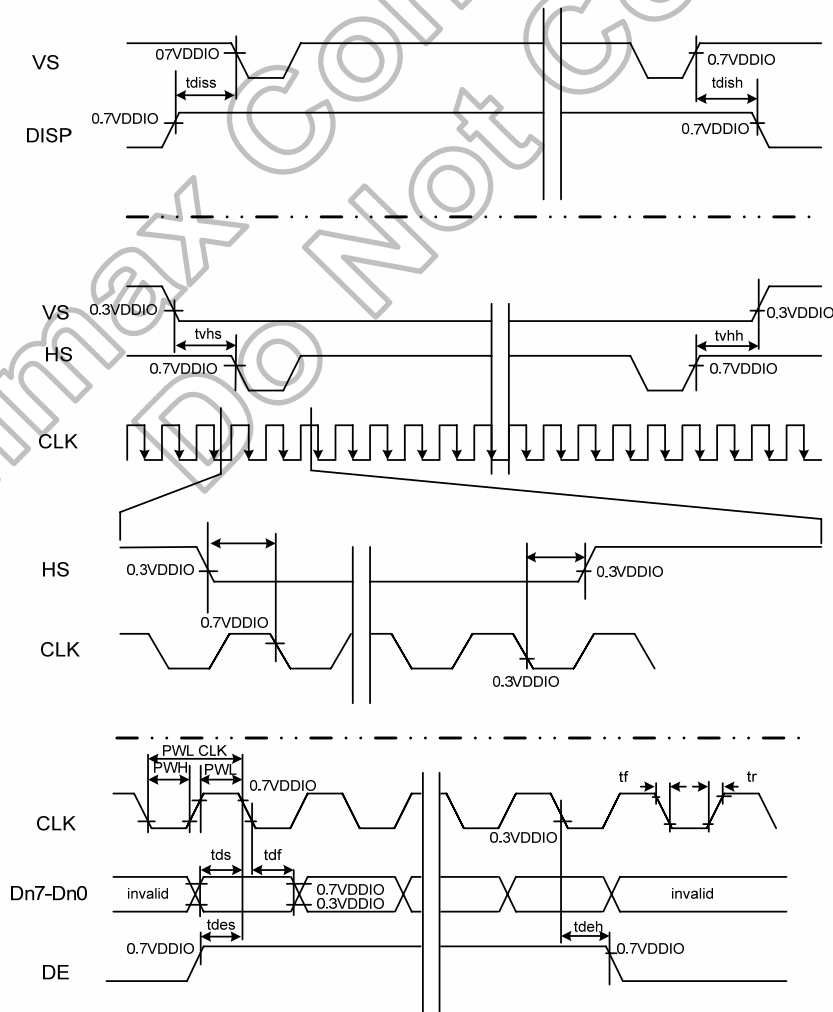 VS
07VDDIO
0.7VDDIO
tdiss
tdish
0.7VDDIO
0.7VDDIO
DISP
VS
0.3VDDIO
0.3VDDIO
tvhs
tvhh
HS
0.7VDDIO
0.7VDDIO
CLK
HS
0.3VDDIO
0.3VDDIO
0.7VDDIO
CLK
0.3VDDIO
PWL CLK
PWH
PWL
0.7VDDIO
tf
tr
CLK
0.3VDDIO
tds
tdf
Dn7-Dn0
invalid
0.7VDDIO
0.3VDDIO
invalid
tdes
tdeh
0.7VDDIO
0.7VDDIO
DE
Do Not